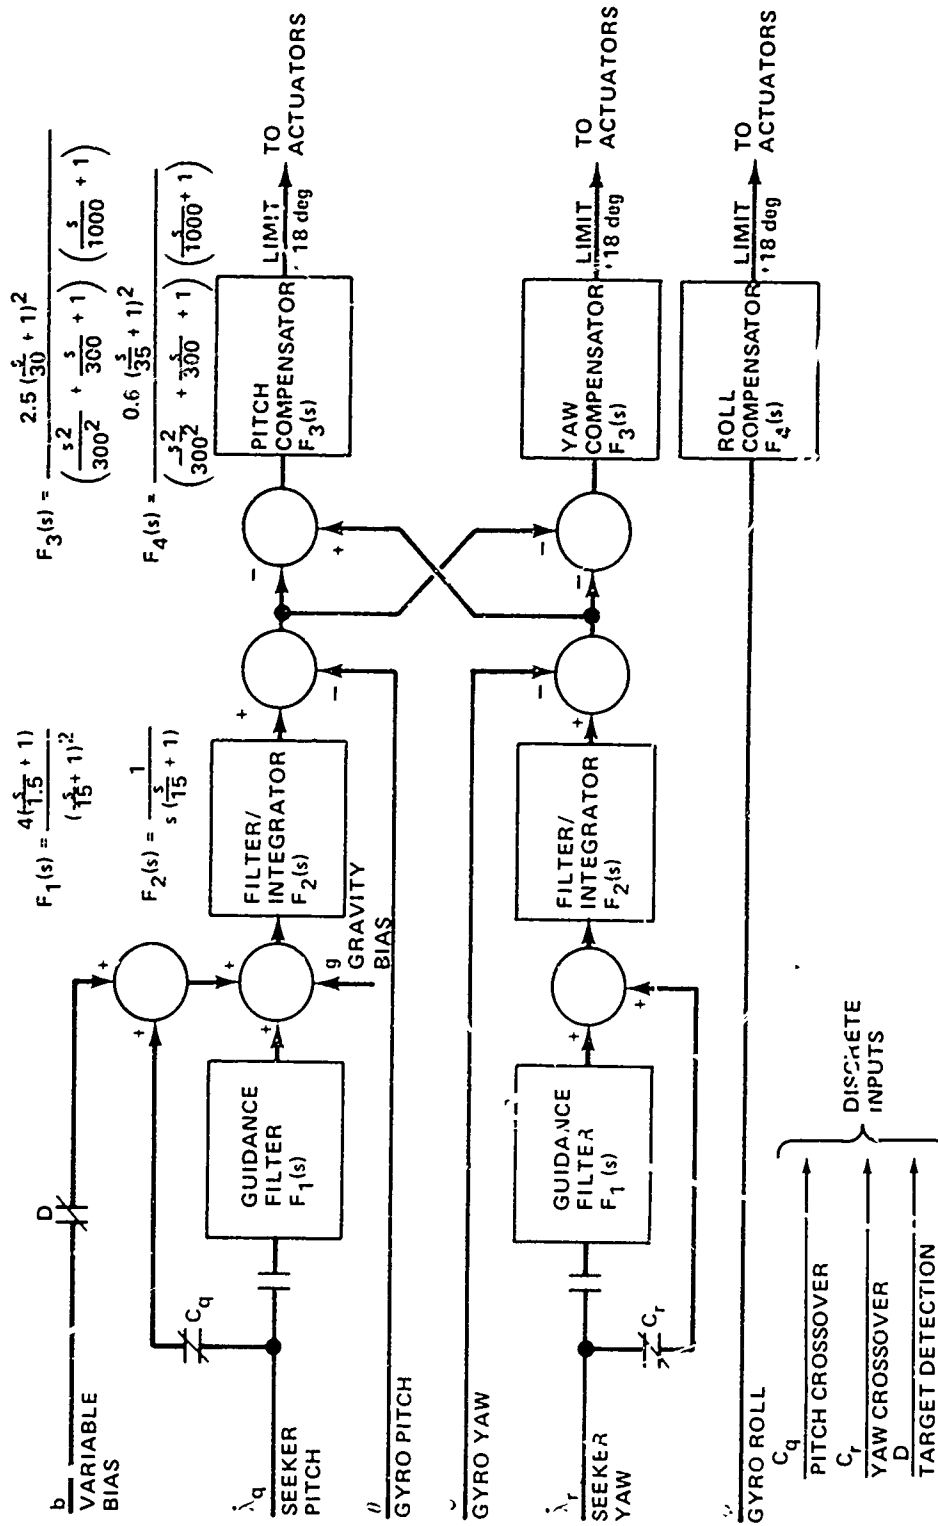 b
VARIABLE
BIAS
D
λ̇q
SEEKER
PITCH
Cq
GUIDANCE
FILTER
F1(s)
g
GRAVITY
BIAS
F1(s) = 4(s/1.5 + 1) / (s/15 + 1)^2
F2(s) = 1 / s(s/15 + 1)
FILTER/
INTEGRATOR
F2(s)
F3(s) = 2.5 (s/30 + 1)^2 / (s^2/300^2 + s/300 + 1) (s/1000 + 1)
F4(s) = 0.6 (s/35 + 1)^2 / (s^2/300^2 + s/300 + 1) (s/1000 + 1)
PITCH
COMPENSATOR
F3(s)
LIMIT
18 deg
TO
ACTUATORS
GYRO PITCH
GYRO YAW
λ̇r
SEEKER
YAW
Cr
GUIDANCE
FILTER
F1(s)
FILTER/
INTEGRATOR
F2(s)
YAW
COMPENSATOR
F3(s)
LIMIT
18 deg
TO
ACTUATORS
GYRO ROLL
ROLL
COMPENSATOR
F4(s)
LIMIT
18 deg
TO
ACTUATORS
Cq
PITCH CROSSOVER
Cr
YAW CROSSOVER
D
TARGET DETECTION
DISCRETE
INPUTS
+
+
+
+
+
+
−
−
+
+
+
+
−
−
−